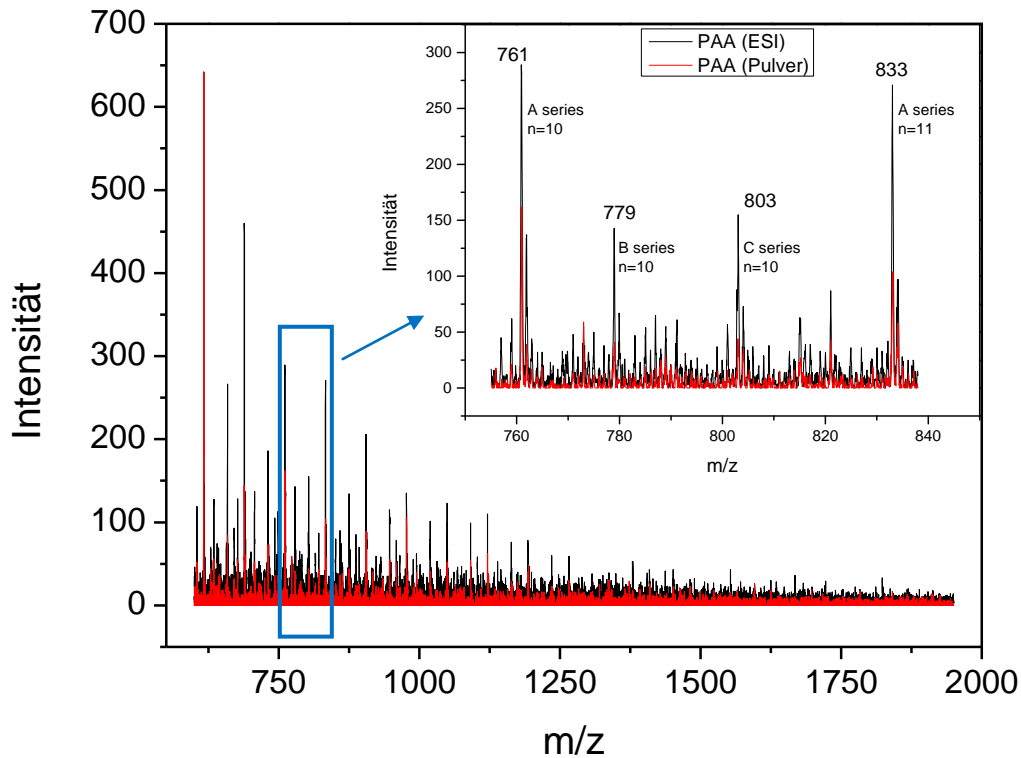 700
600
500
400
300
200
100
0
Intensität
750
1000
1250
1500
1750
2000
m/z
300
250
200
150
100
50
0
Intensität
760
780
800
820
840
m/z
PAA (ESI)
PAA (Pulver)
761
A series
n=10
779
B series
n=10
803
C series
n=10
833
A series
n=11